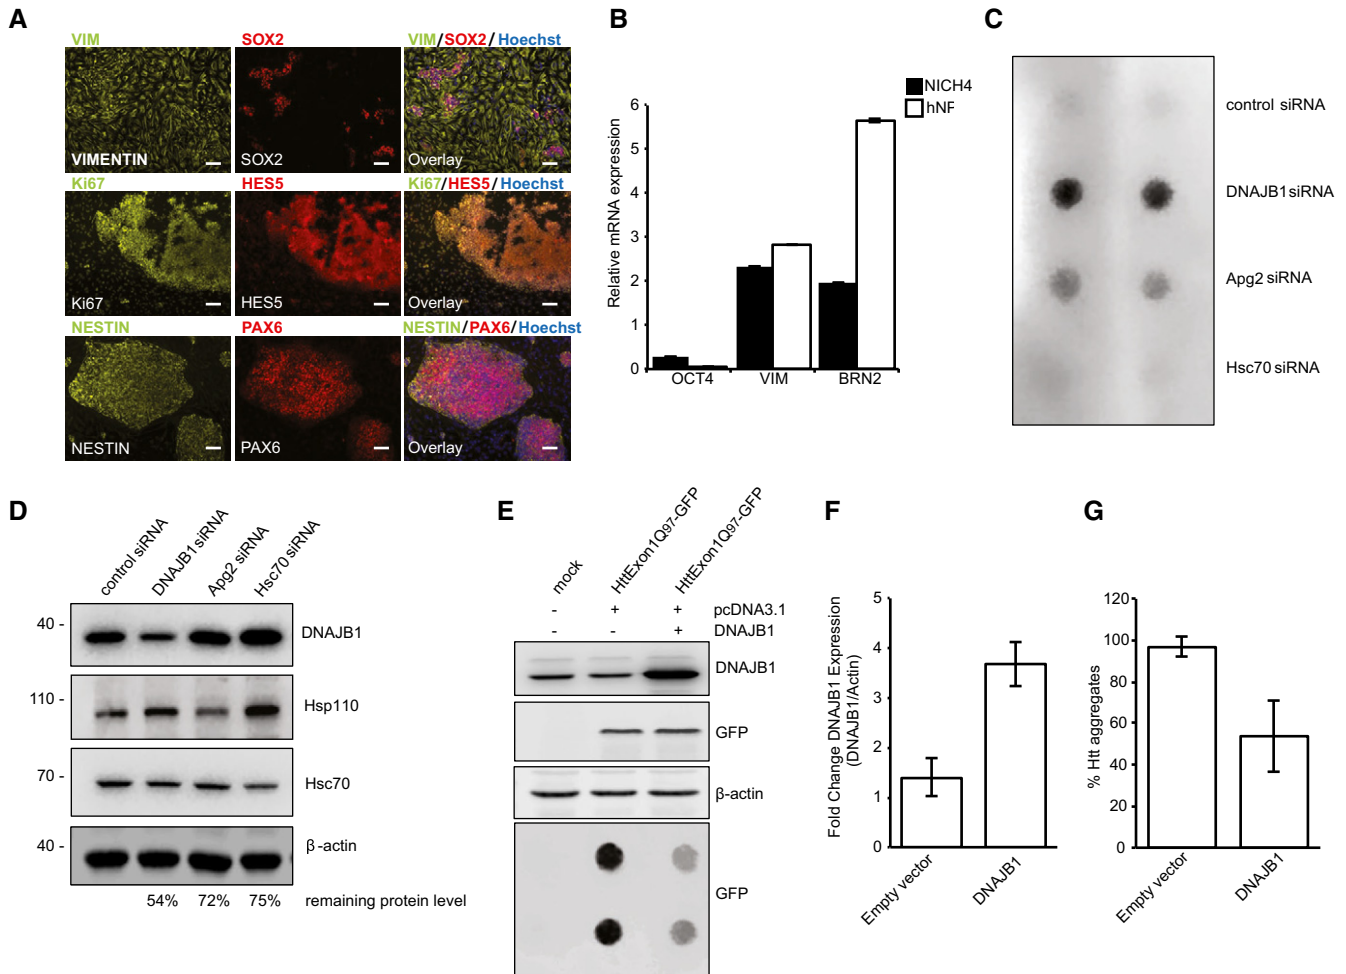 A
VIM
SOX2
VIM/SOX2/Hoechst
VIMENTIN
SOX2
Overlay
Ki67
HES5
Ki67/HES5/Hoechst
Ki67
HES5
Overlay
NESTIN
PAX6
NESTIN/PAX6/Hoechst
NESTIN
PAX6
Overlay
B
NICH4
hNF
Relative mRNA expression
6
5
4
3
2
1
0
OCT4
VIM
BRN2
C
control siRNA
DNAJB1 siRNA
Apg2 siRNA
Hsc70 siRNA
D
control siRNA
DNAJB1 siRNA
Apg2 siRNA
Hsc70 siRNA
40 -
DNAJB1
110 -
Hsp110
70 -
Hsc70
40 -
β-actin
54% 72% 75% remaining protein level
E
mock
HttExon1Q97-GFP
HttExon1Q97-GFP
- + + pcDNA3.1
- - + DNAJB1
DNAJB1
GFP
β-actin
GFP
F
Fold Change DNAJB1 Expression
(DNAJB1/Actin)
5
4
3
2
1
0
Empty vector
DNAJB1
G
% Htt aggregates
120
100
80
60
40
20
0
Empty vector
DNAJB1